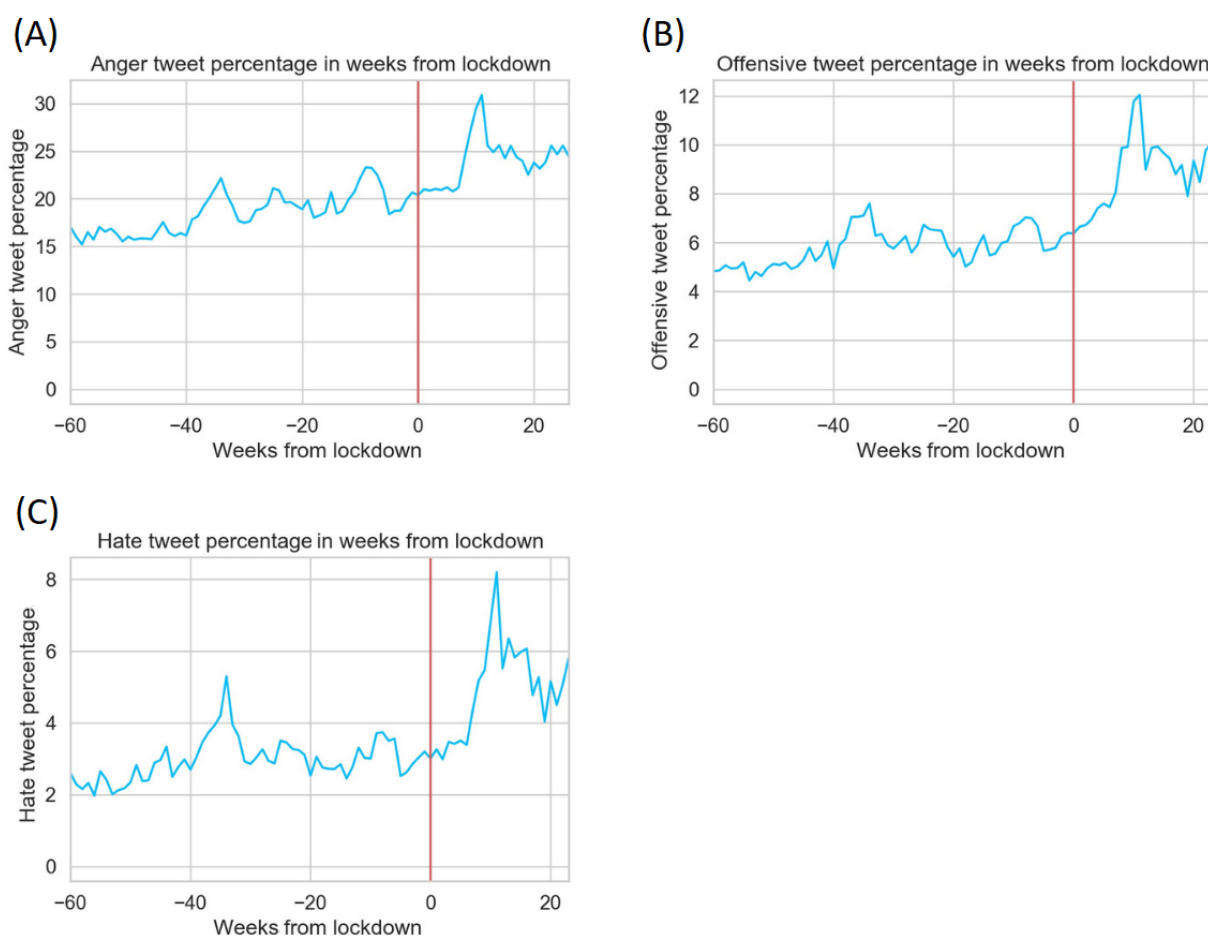 (A)
Anger tweet percentage in weeks from lockdown
Anger tweet percentage
30
25
20
15
10
5
0
−60
−40
−20
0
20
Weeks from lockdown
(B)
Offensive tweet percentage in weeks from lockdown
Offensive tweet percentage
12
10
8
6
4
2
0
−60
−40
−20
0
20
Weeks from lockdown
(C)
Hate tweet percentage in weeks from lockdown
Hate tweet percentage
8
6
4
2
0
−60
−40
−20
0
20
Weeks from lockdown